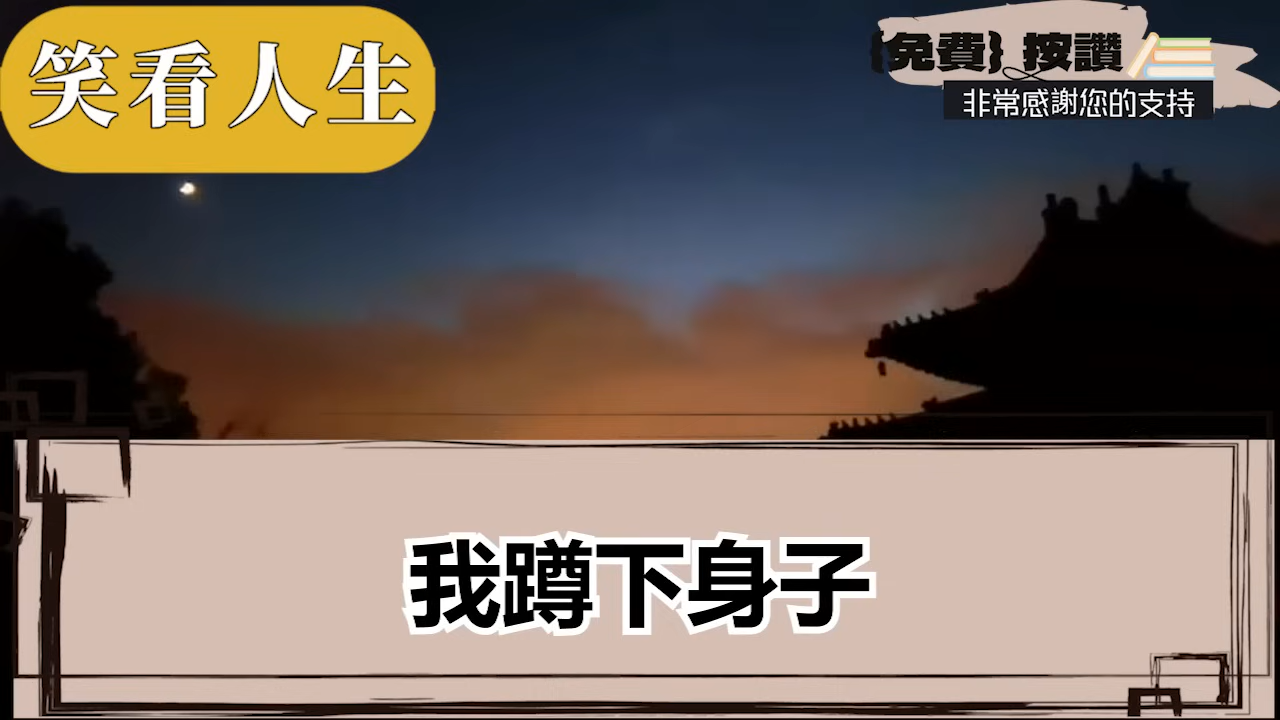 笑看人生
{免費} 按讚
非常感謝您的支持
我蹲下身子